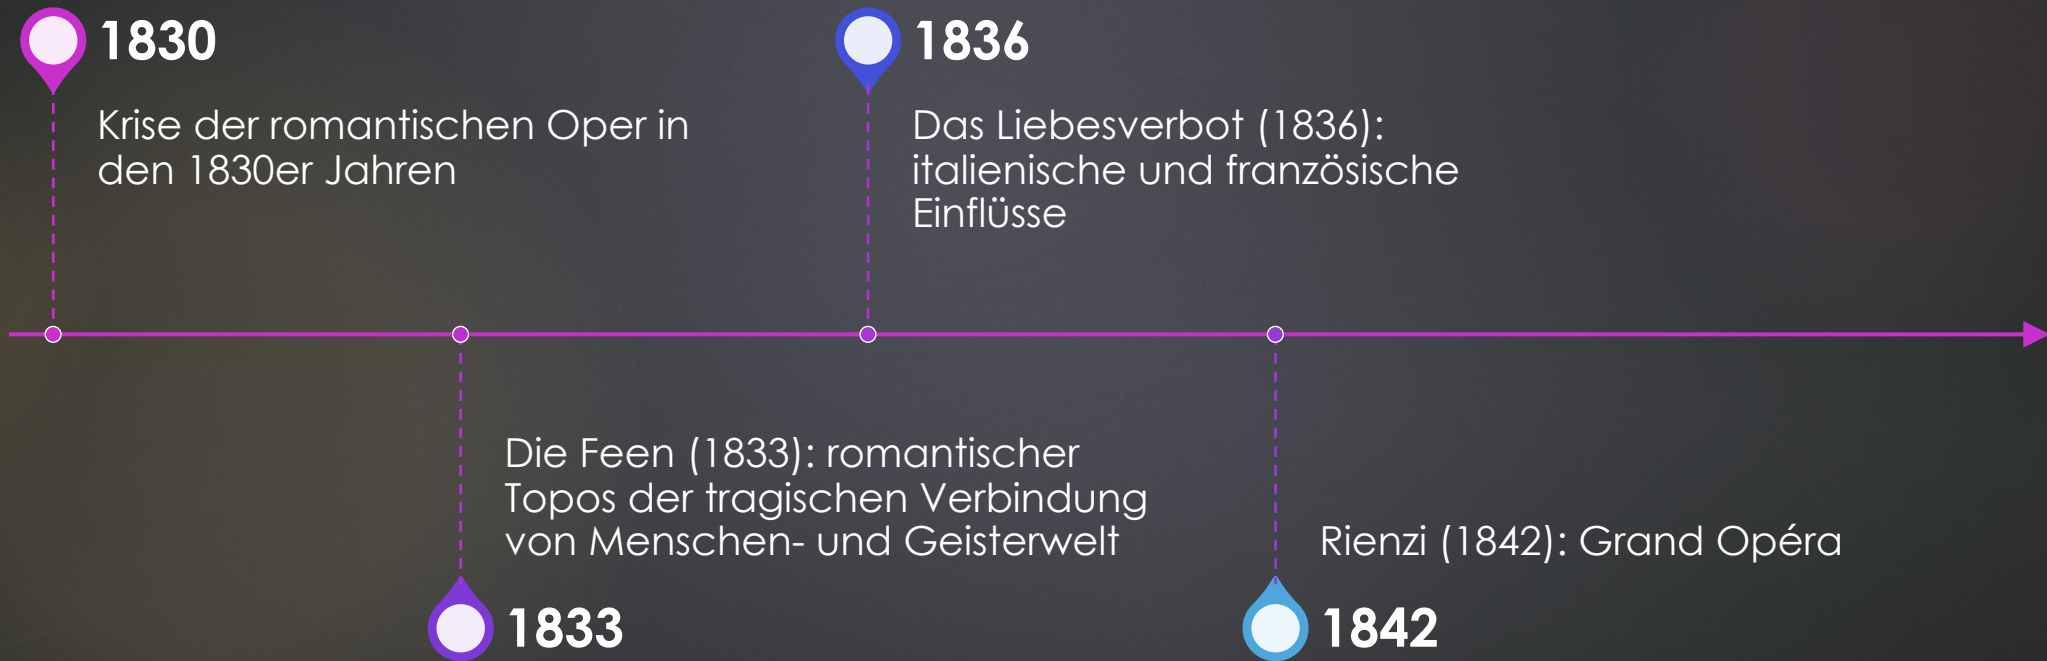 1830
Krise der romantischen Oper in
den 1830er Jahren
1836
Das Liebesverbot (1836):
italienische und französische
Einflüsse
Die Feen (1833): romantischer
Topos der tragischen Verbindung
von Menschen- und Geisterwelt
1833
Rienzi (1842): Grand Opéra
1842